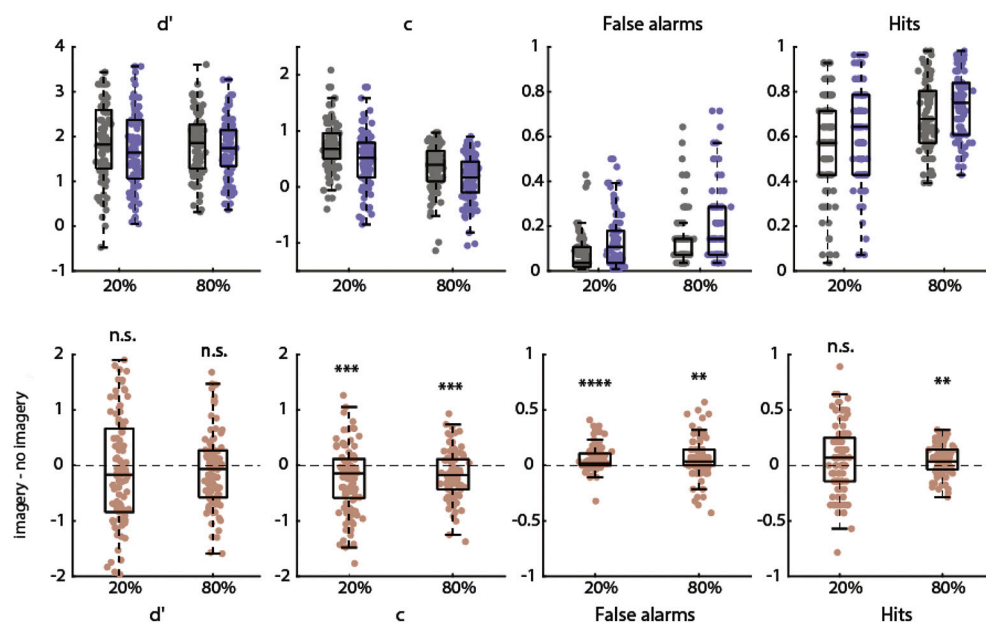 d' c False alarms Hits
4 2 1 1
3 0.8 0.8
2 1 0.6 0.6
1 0 0.4 0.4
0 0.2 0.2
-1 -1 0 0
20% 80% 20% 80% 20% 80% 20% 80%
n.s. n.s. *** *** **** ** n.s. **
2 2 1 1
1 1 0.5 0.5
imagery - no imagery
0 0 0 0
-1 -1 -0.5 -0.5
-2 -2 -1 -1
20% 80% 20% 80% 20% 80% 20% 80%
d' c False alarms Hits